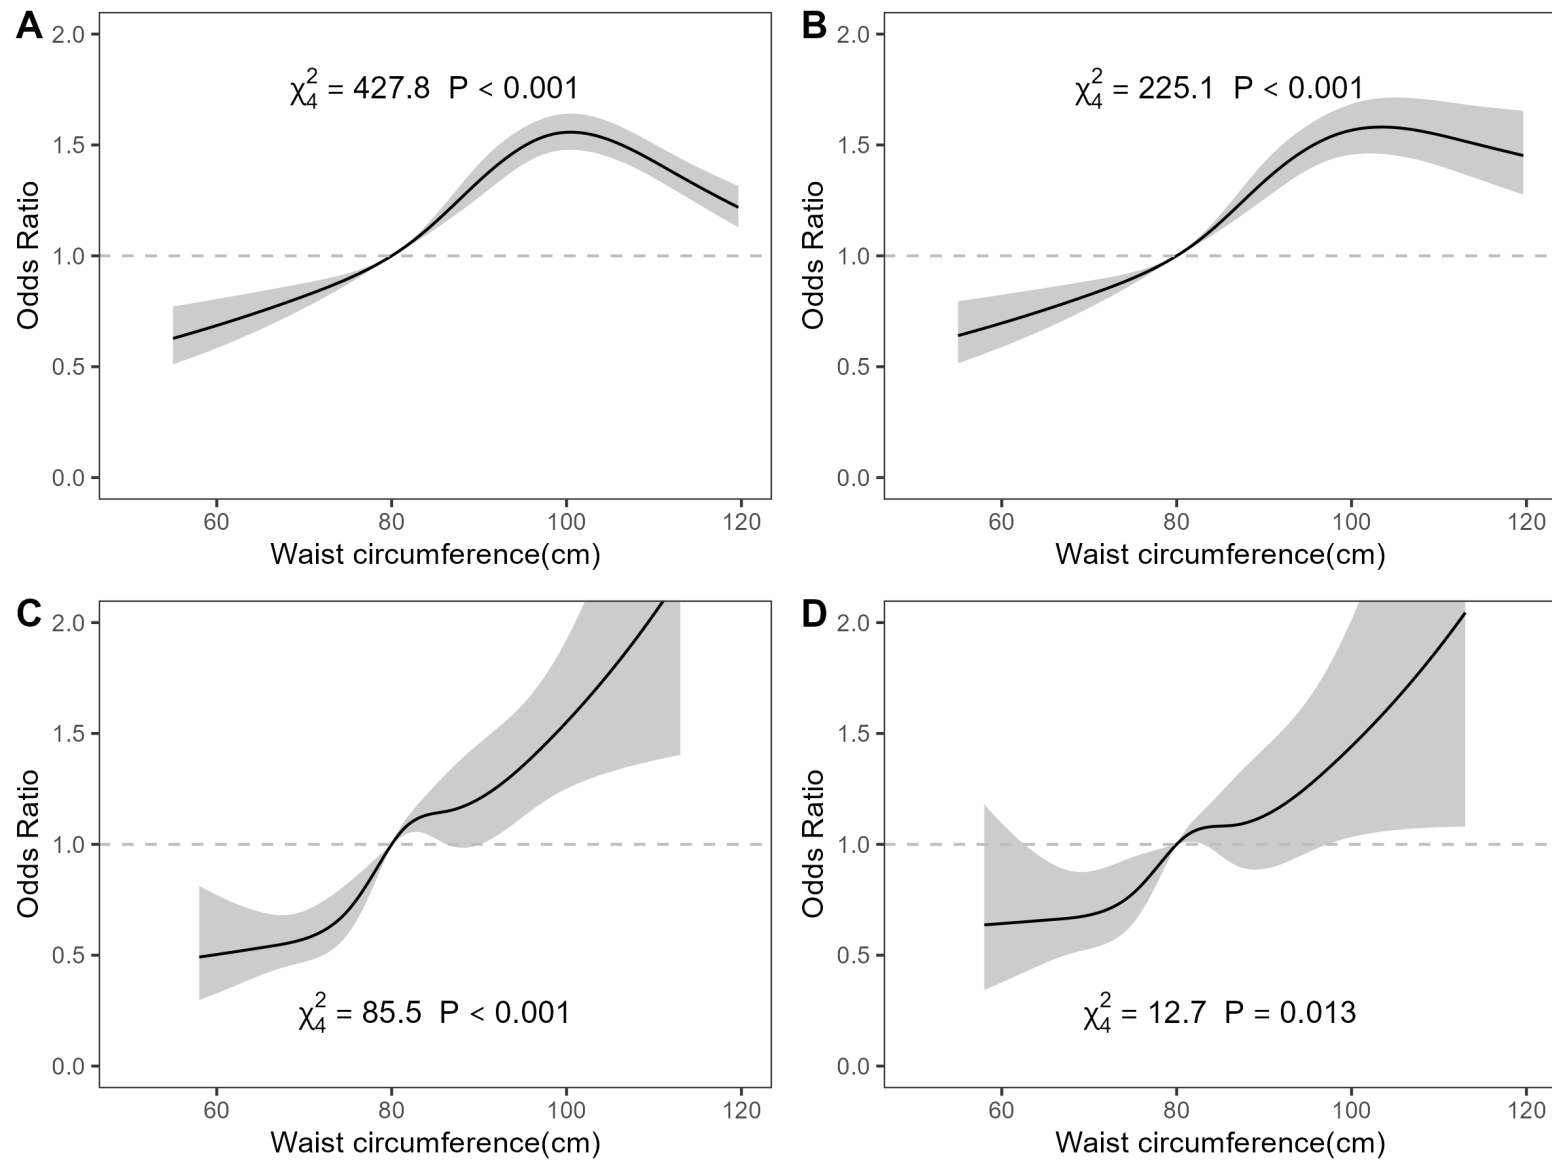 A
2.0
1.5
1.0
0.5
0.0
Odds Ratio
χ²₄ = 427.8 P < 0.001
60 80 100 120
Waist circumference(cm)
B
2.0
1.5
1.0
0.5
0.0
Odds Ratio
χ²₄ = 225.1 P < 0.001
60 80 100 120
Waist circumference(cm)
C
2.0
1.5
1.0
0.5
0.0
Odds Ratio
χ²₄ = 85.5 P < 0.001
60 80 100 120
Waist circumference(cm)
D
2.0
1.5
1.0
0.5
0.0
Odds Ratio
χ²₄ = 12.7 P = 0.013
60 80 100 120
Waist circumference(cm)